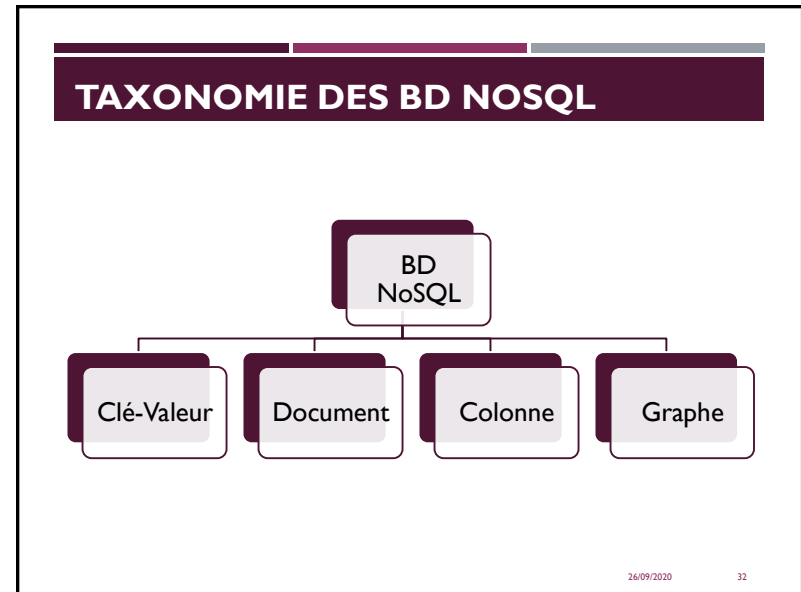 TAXONOMIE DES BD NOSQL
BD
NoSQL
Clé-Valeur
Document
Colonne
Graphe
26/09/2020
32